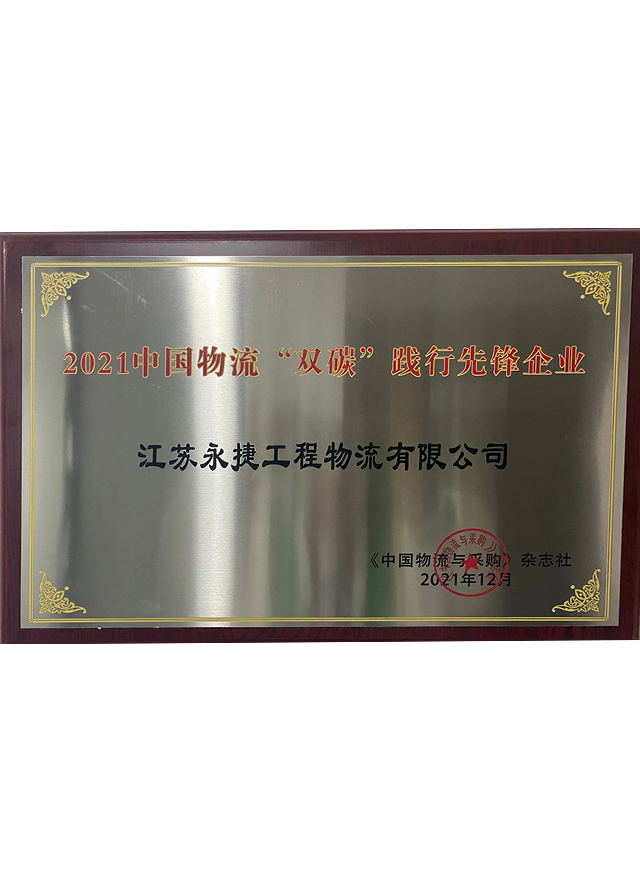 2021中国物流“双碳”践行先锋企业
江苏永捷工程物流有限公司
《中国物流与采购》杂志社
2021年12月